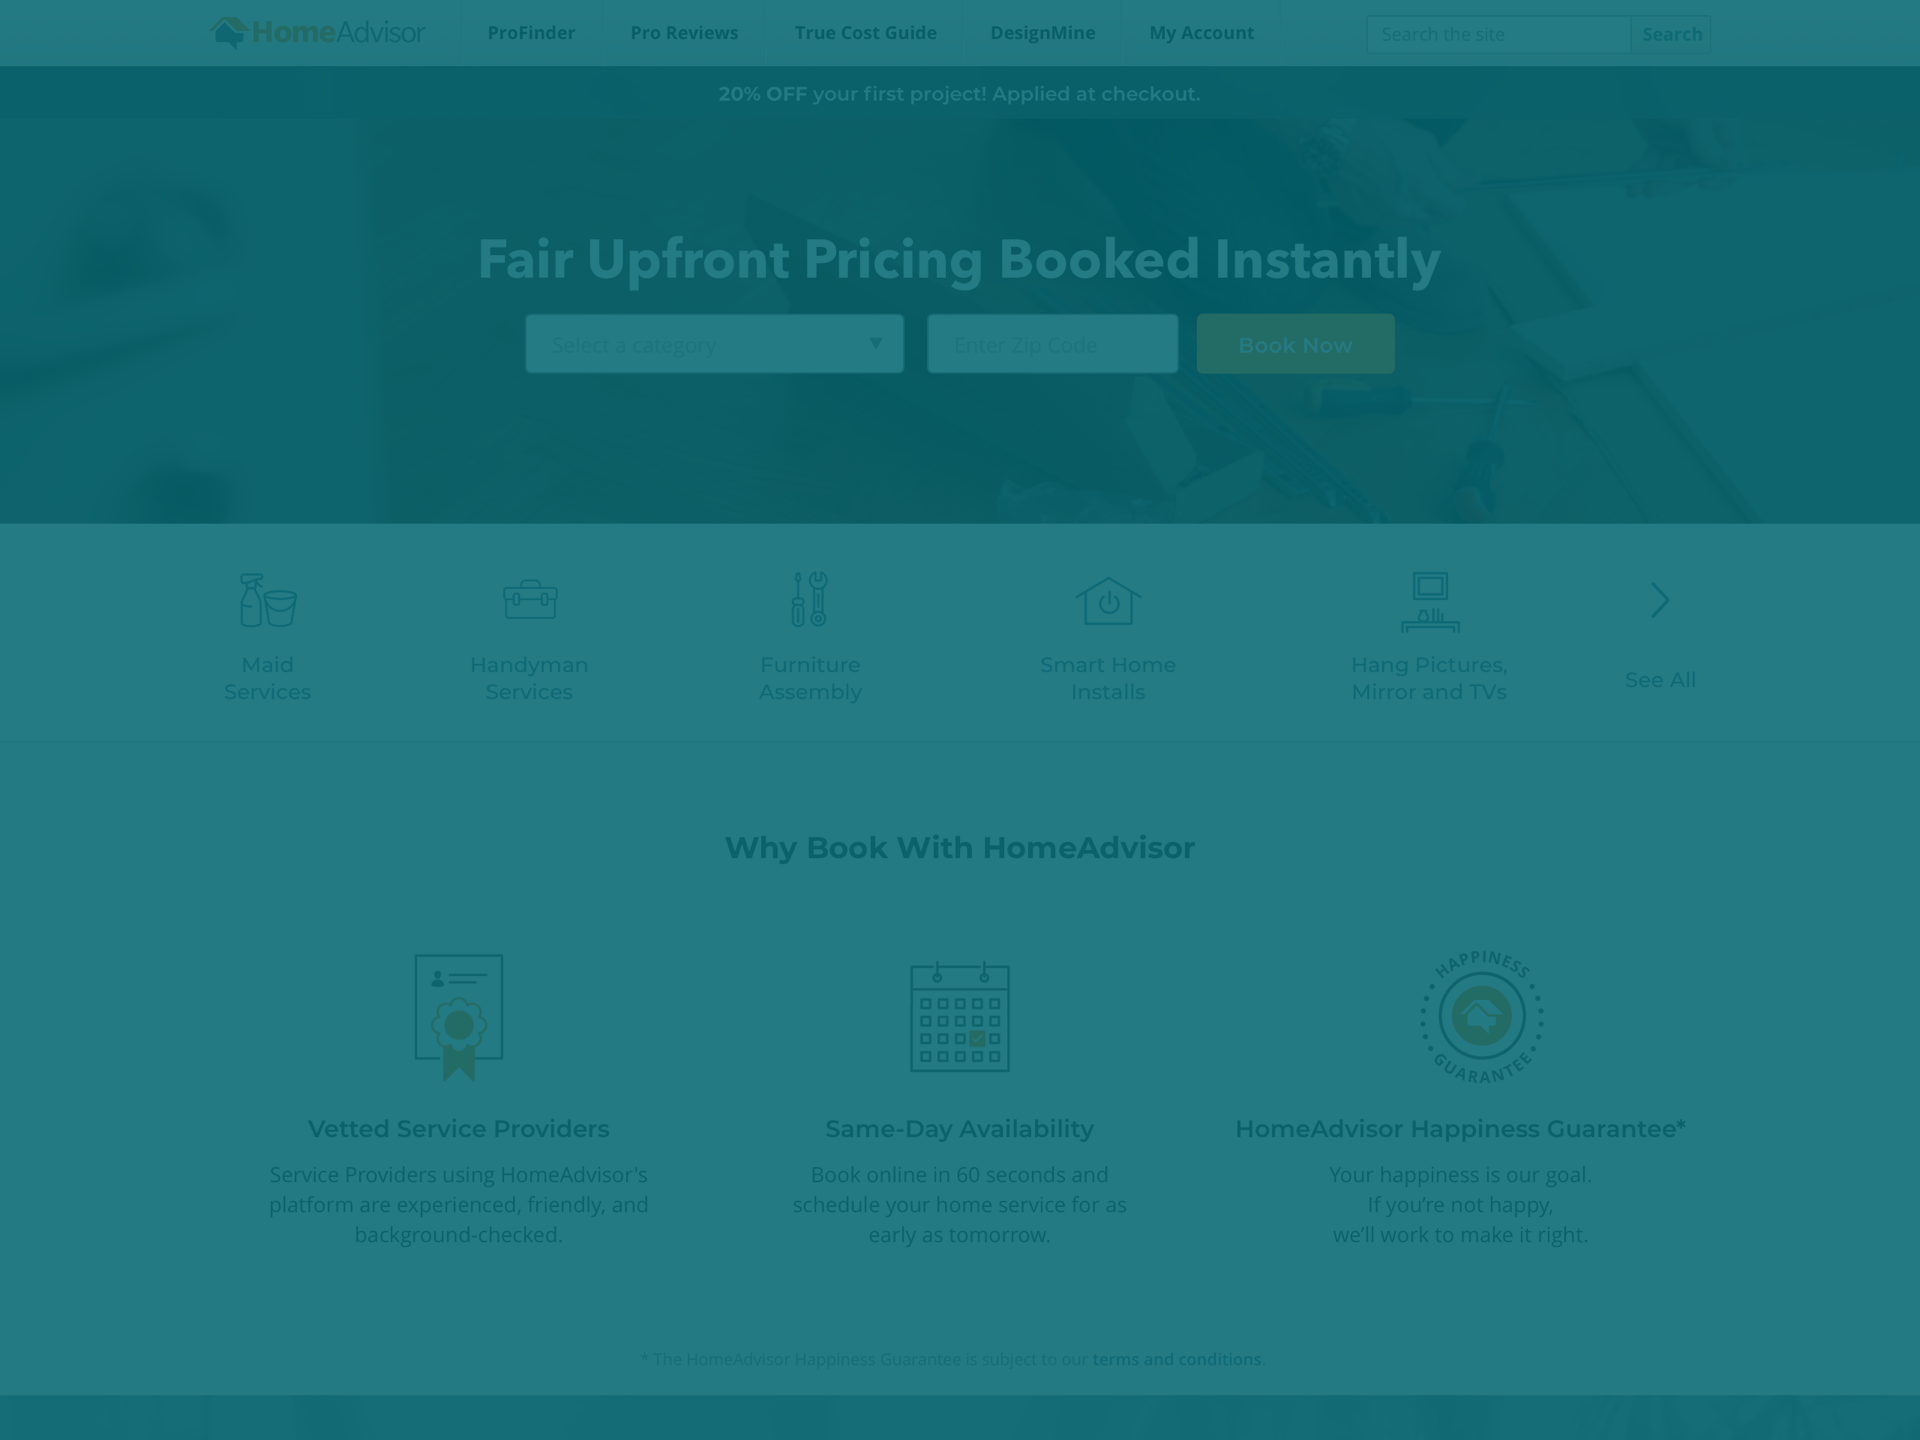 HomeAdvisor
ProFinder
Pro Reviews
True Cost Guide
DesignMine
My Account
Search the site
Search
20% OFF your first project! Applied at checkout.
Fair Upfront Pricing Booked Instantly
Select a category
Enter Zip Code
Book Now
Maid
Services
Handyman
Services
Furniture
Assembly
Smart Home
Installs
Hang Pictures,
Mirror and TVs
See All
Why Book With HomeAdvisor
HAPPINESS
GUARANTEE
Vetted Service Providers
Service Providers using HomeAdvisor's
platform are experienced, friendly, and
background-checked.
Same-Day Availability
Book online in 60 seconds and
schedule your home service for as
early as tomorrow.
HomeAdvisor Happiness Guarantee*
Your happiness is our goal.
If you’re not happy,
we’ll work to make it right.
* The HomeAdvisor Happiness Guarantee is subject to our terms and conditions.